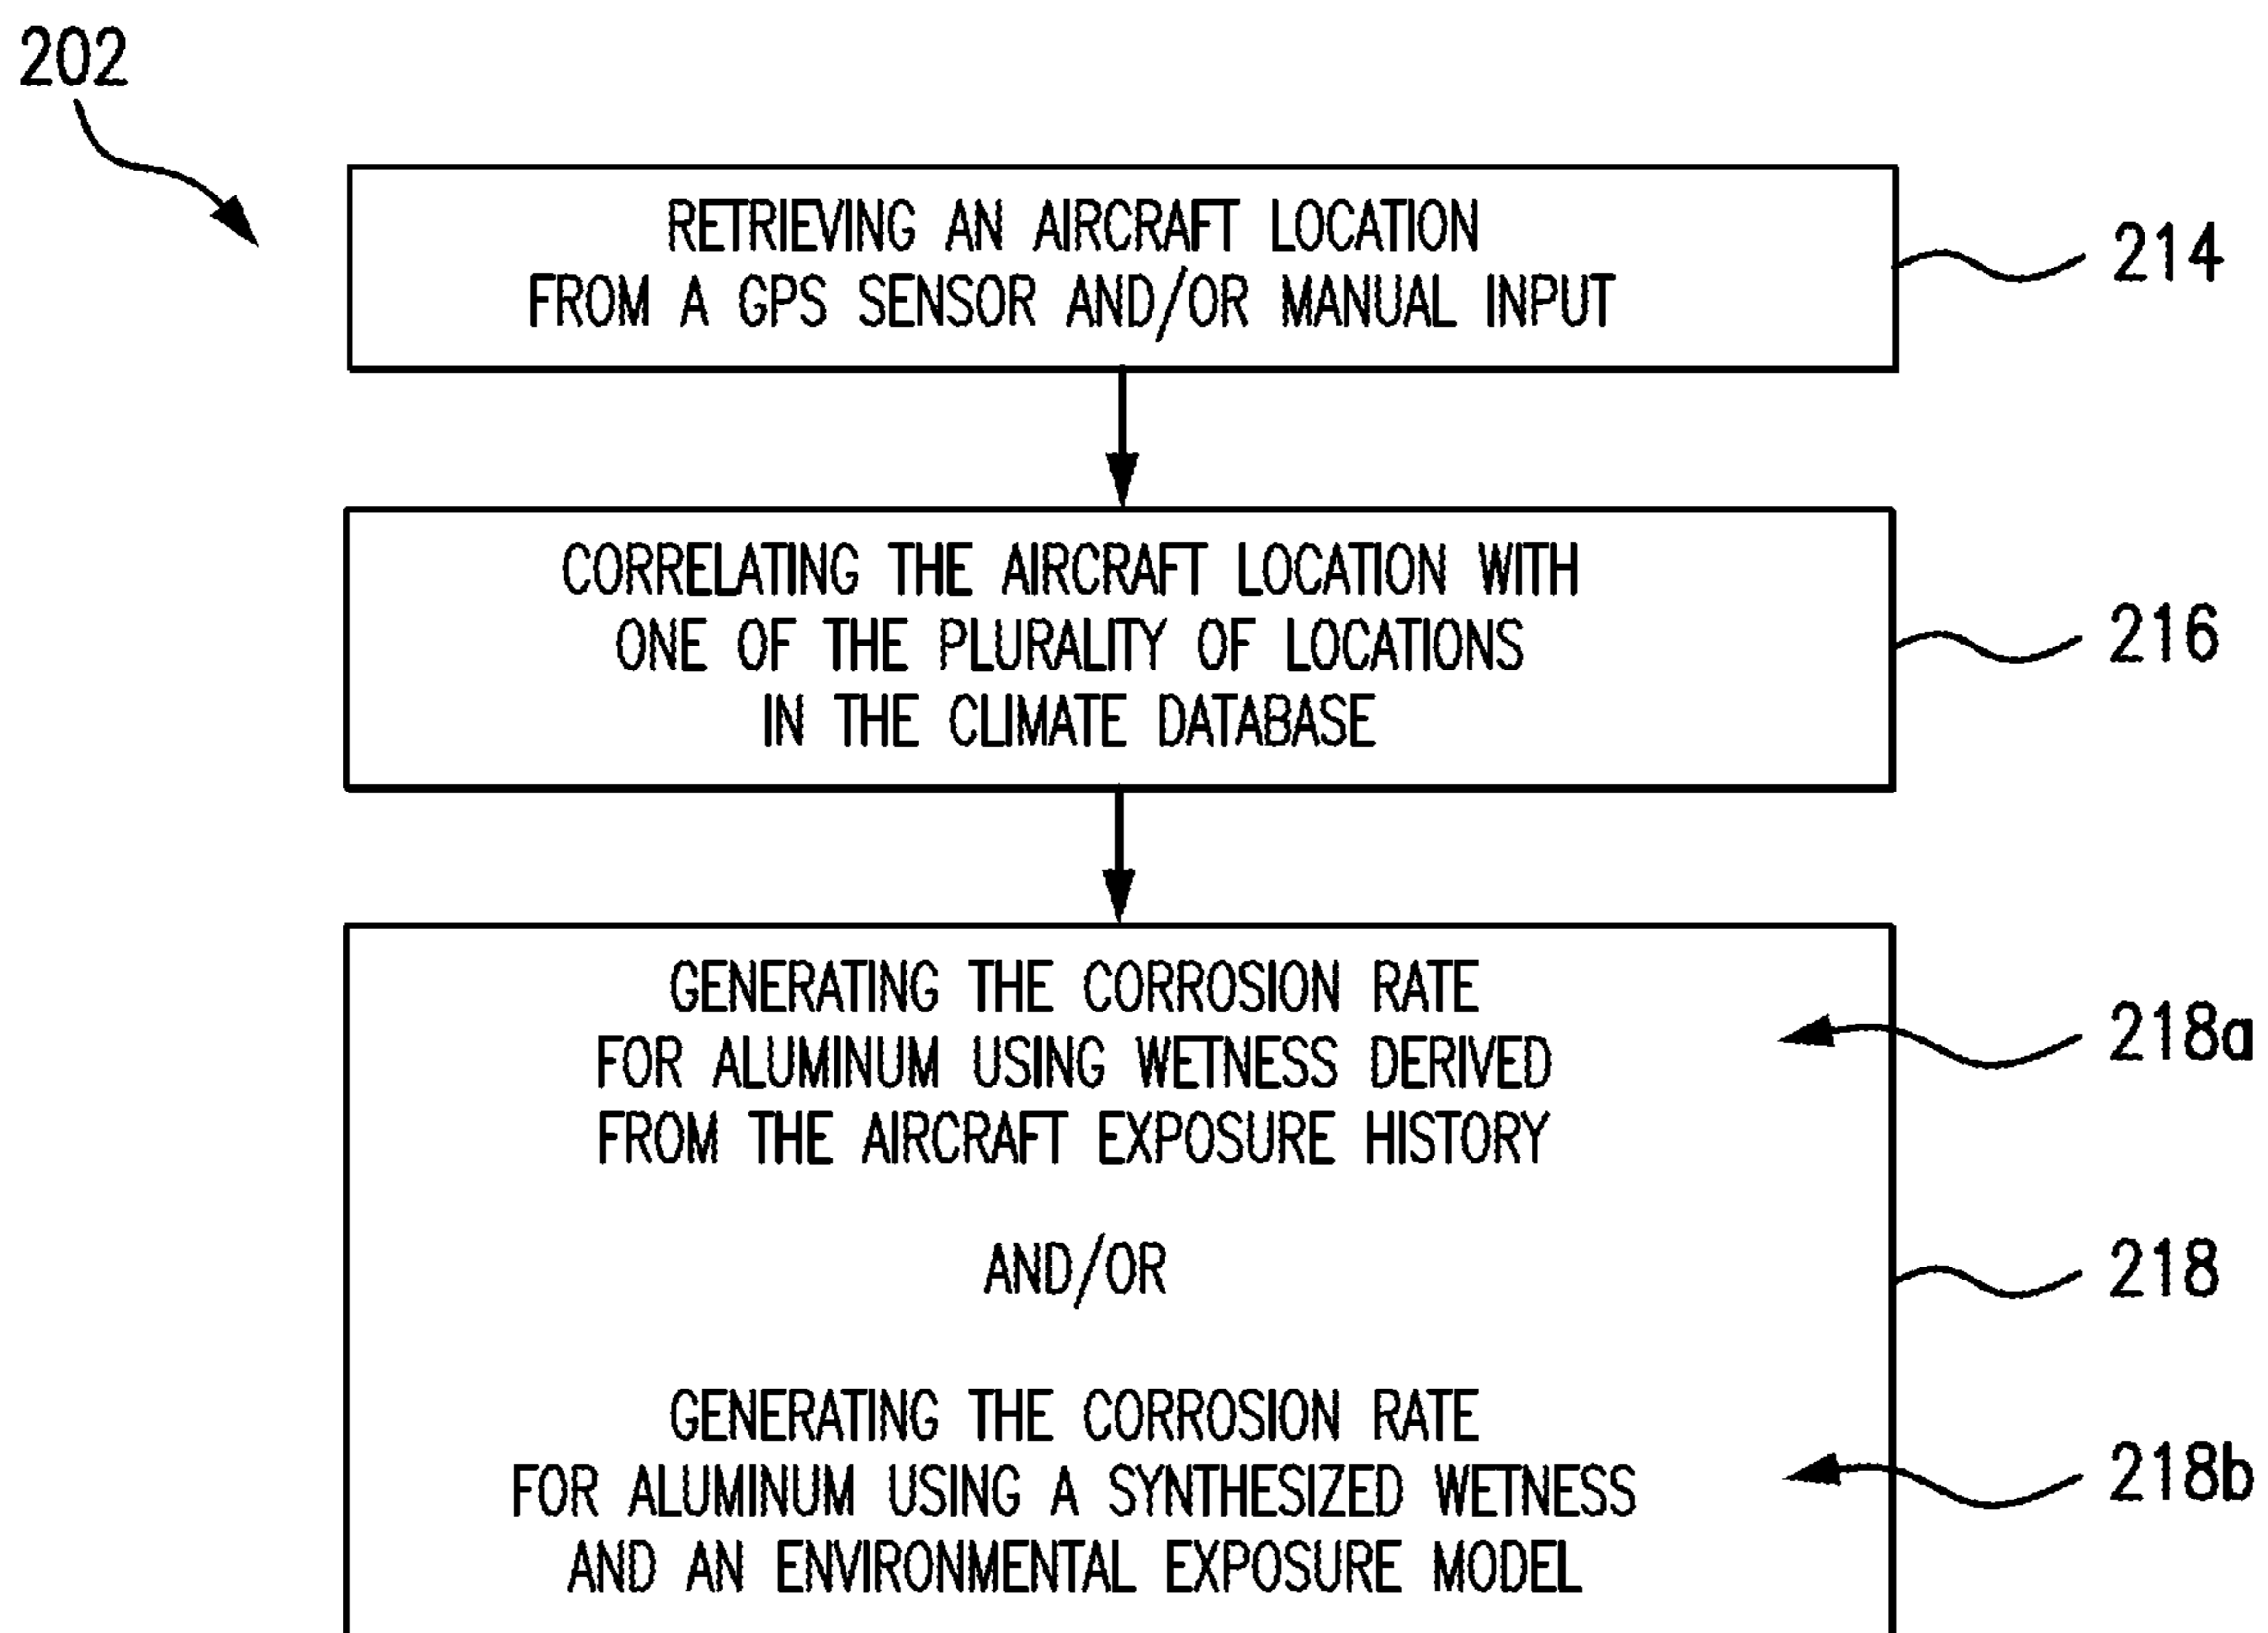 202
RETRIEVING AN AIRCRAFT LOCATION
FROM A GPS SENSOR AND/OR MANUAL INPUT
214
CORRELATING THE AIRCRAFT LOCATION WITH
ONE OF THE PLURALITY OF LOCATIONS
IN THE CLIMATE DATABASE
216
GENERATING THE CORROSION RATE
FOR ALUMINUM USING WETNESS DERIVED
FROM THE AIRCRAFT EXPOSURE HISTORY
218a
AND/OR
218
GENERATING THE CORROSION RATE
FOR ALUMINUM USING A SYNTHESIZED WETNESS
AND AN ENVIRONMENTAL EXPOSURE MODEL
218b